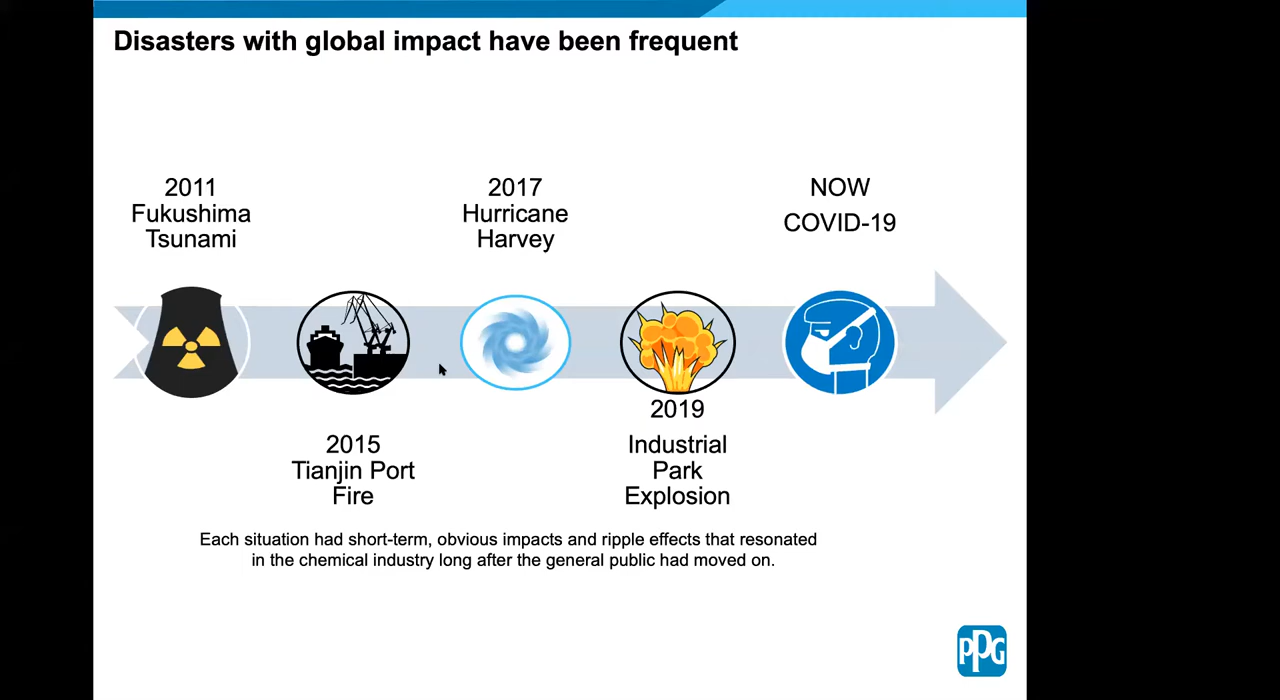 Disasters with global impact have been frequent
2011
Fukushima
Tsunami
2015
Tianjin Port
Fire
2017
Hurricane
Harvey
2019
Industrial
Park
Explosion
NOW
COVID-19
Each situation had short-term, obvious impacts and ripple effects that resonated
in the chemical industry long after the general public had moved on.
PPG